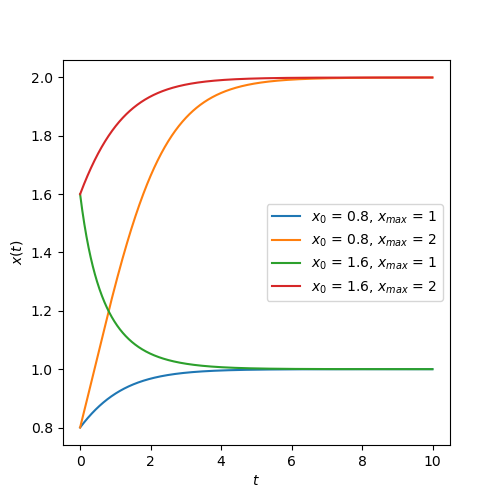 2.0
1.8
1.6
1.4
1.2
1.0
0.8
x(t)
x₀ = 0.8, xₘₐₓ = 1
x₀ = 0.8, xₘₐₓ = 2
x₀ = 1.6, xₘₐₓ = 1
x₀ = 1.6, xₘₐₓ = 2
0 2 4 6 8 10
t